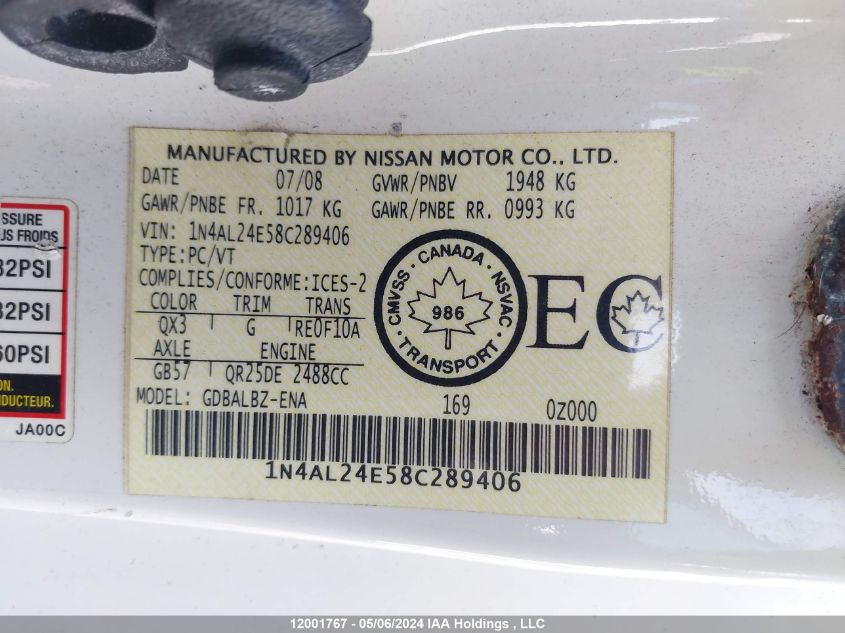 MANUFACTURED BY NISSAN MOTOR CO., LTD.
DATE 07/08 GVWR/PNBV 1948 KG
GAWR/PNBE FR. 1017 KG GAWR/PNBE RR. 0993 KG
VIN: 1N4AL24E58C289406
TYPE:PC/VT
COMPLIES/CONFORME:ICES-2
COLOR TRIM TRANS
QX3 G RE0F10A
AXLE ENGINE
GB57 QR25DE 2488CC
MODEL: GDBALBZ-ENA 169 0Z000
1N4AL24E58C289406
CMVSS · CANADA · NSVAC · TRANSPORT ·
986
EC
SSURE
US FROIDS
32PSI
32PSI
60PSI
ON.
NDUCTEUR.
JA00C
12001767 - 05/06/2024 IAA Holdings , LLC